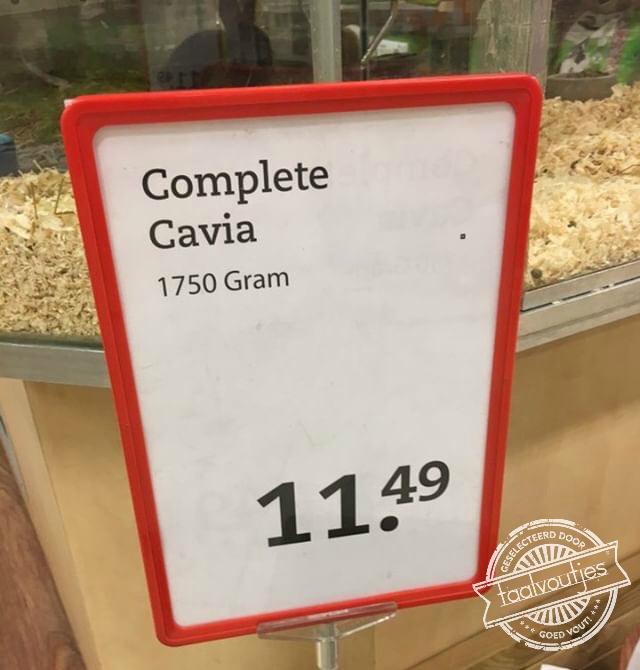 Complete
Cavia
1750 Gram
11.49
GESELECTEERD DOOR
taalvoutjes
GOED VOUT!